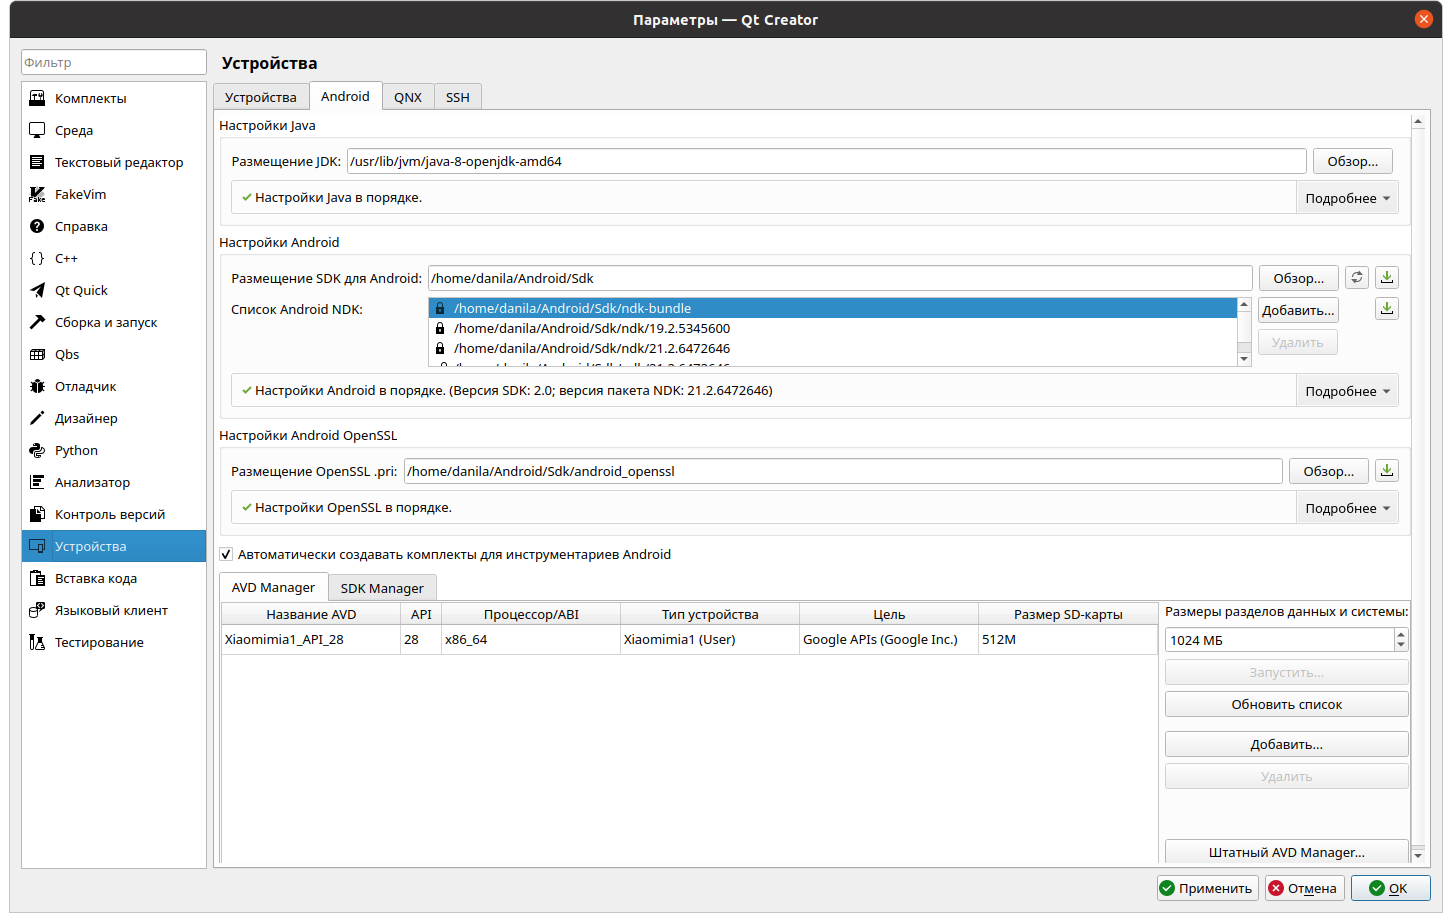 Параметры — Qt Creator
Фильтр
Комплекты
Среда
Текстовый редактор
FakeVim
Справка
C++
Qt Quick
Сборка и запуск
Qbs
Отладчик
Дизайнер
Python
Анализатор
Контроль версий
Устройства
Вставка кода
Языковый клиент
Тестирование
Устройства
Устройства Android QNX SSH
Настройки Java
Размещение JDK: /usr/lib/jvm/java-8-openjdk-amd64 Обзор...
Настройки Java в порядке. Подробнее
Настройки Android
Размещение SDK для Android: /home/danila/Android/Sdk Обзор...
Список Android NDK: /home/danila/Android/Sdk/ndk-bundle Добавить...
/home/danila/Android/Sdk/ndk/19.2.5345600
/home/danila/Android/Sdk/ndk/21.2.6472646 Удалить
Настройки Android в порядке. (Версия SDK: 2.0; версия пакета NDK: 21.2.6472646) Подробнее
Настройки Android OpenSSL
Размещение OpenSSL .pri: /home/danila/Android/Sdk/android_openssl Обзор...
Настройки OpenSSL в порядке. Подробнее
Автоматически создавать комплекты для инструментариев Android
AVD Manager SDK Manager
Название AVD API Процессор/ABI Тип устройства Цель Размер SD-карты
Xiaomimia1_API_28 28 x86_64 Xiaomimia1 (User) Google APIs (Google Inc.) 512M
Размеры разделов данных и системы:
1024 МБ
Запустить...
Обновить список
Добавить...
Удалить
Штатный AVD Manager...
Применить Отмена OK